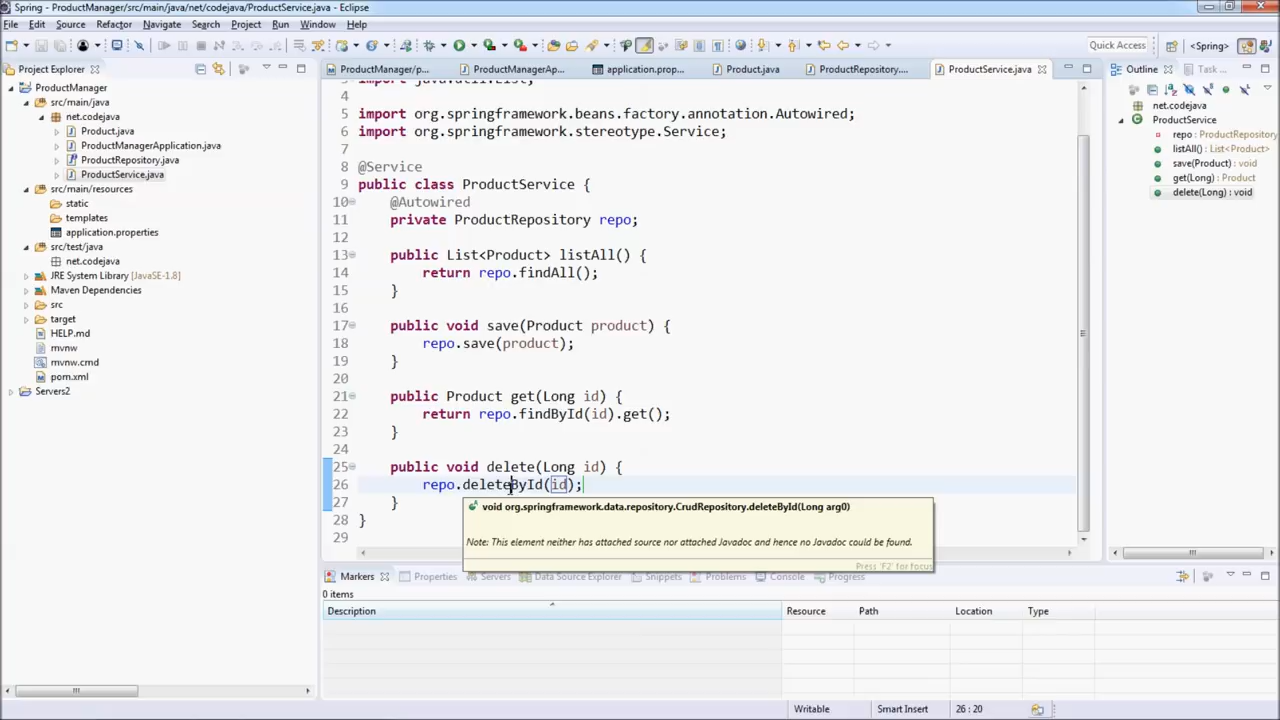 Spring - ProductManager/src/main/java/net/codejava/ProductService.java - Eclipse
File Edit Source Refactor Navigate Search Project Run Window Help
Quick Access
<Spring>
Project Explorer
ProductManager/p...
ProductManagerAp...
application.prop...
Product.java
ProductRepository....
ProductService.java
Outline
Task ...
ProductManager
src/main/java
net.codejava
Product.java
ProductManagerApplication.java
ProductRepository.java
ProductService.java
src/main/resources
static
templates
application.properties
src/test/java
net.codejava
JRE System Library [JavaSE-1.8]
Maven Dependencies
src
target
HELP.md
mvnw
mvnw.cmd
pom.xml
Servers2
4
5 import org.springframework.beans.factory.annotation.Autowired;
6 import org.springframework.stereotype.Service;
7
8 @Service
9 public class ProductService {
10 @Autowired
11 private ProductRepository repo;
12
13 public List<Product> listAll() {
14 return repo.findAll();
15 }
16
17 public void save(Product product) {
18 repo.save(product);
19 }
20
21 public Product get(Long id) {
22 return repo.findById(id).get();
23 }
24
25 public void delete(Long id) {
26 repo.deleteById(id);
27 }
28 }
29
void org.springframework.data.repository.CrudRepository.deleteById(Long arg0)
Note: This element neither has attached source nor attached Javadoc and hence no Javadoc could be found.
Press 'F2' for focus
net.codejava
ProductService
repo : ProductRepository
listAll() : List<Product>
save(Product) : void
get(Long) : Product
delete(Long) : void
Markers
Properties
Servers
Data Source Explorer
Snippets
Problems
Console
Progress
0 items
Description Resource Path Location Type
Writable Smart Insert 26 : 20